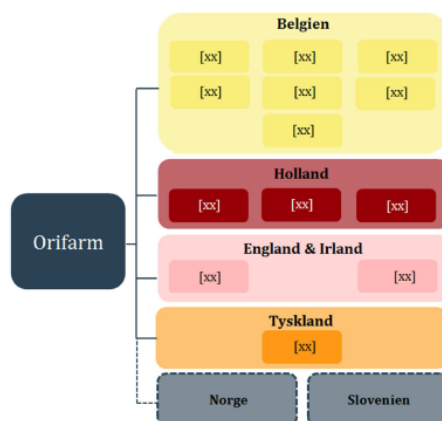 Belgien
[xx] [xx] [xx]
[xx] [xx] [xx]
[xx]
Holland
[xx] [xx] [xx]
Orifarm
England & Irland
[xx] [xx]
Tyskland
[xx]
Norge Slovenien